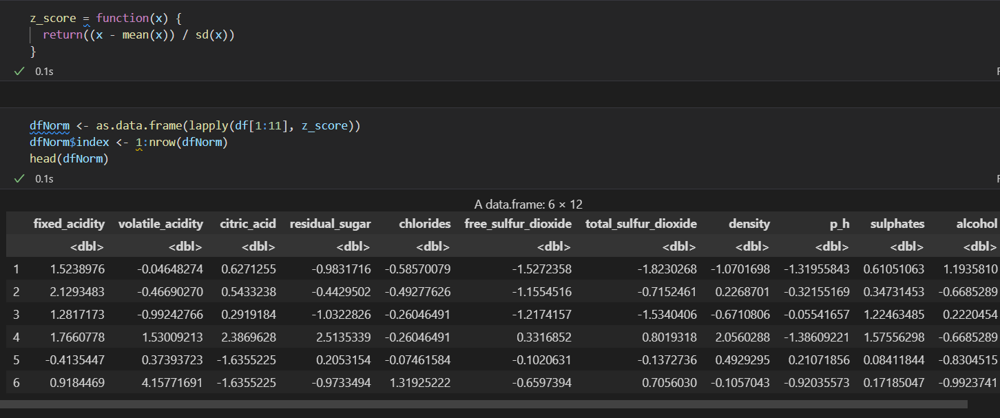 z_score = function(x) {
return((x - mean(x)) / sd(x))
}
0.1s
dfNorm <- as.data.frame(lapply(df[1:11], z_score))
dfNorm$index <- 1:nrow(dfNorm)
head(dfNorm)
0.1s
A data.frame: 6 × 12
fixed_acidity volatile_acidity citric_acid residual_sugar chlorides free_sulfur_dioxide total_sulfur_dioxide density p_h sulphates alcohol
<dbl> <dbl> <dbl> <dbl> <dbl> <dbl> <dbl> <dbl> <dbl> <dbl> <dbl>
1 1.5238976 -0.04648274 0.6271255 -0.9831716 -0.58570079 -1.5272358 -1.8230268 -1.0701698 -1.31955843 0.61051063 1.1935810
2 2.1293483 -0.46690270 0.5433238 -0.4429502 -0.49277626 -1.1554516 -0.7152461 0.2268701 -0.32155169 0.34731453 -0.6685289
3 1.2817173 -0.99242766 0.2919184 -1.0322826 -0.26046491 -1.2174157 -1.5340406 -0.6710806 -0.05541657 1.22463485 0.2220454
4 1.7660778 1.53009213 2.3869628 2.5135339 -0.26046491 0.3316852 0.8019318 2.0560288 -1.38609221 1.57556298 -0.6685289
5 -0.4135447 0.37393723 -1.6355225 0.2053154 -0.07461584 -0.1020631 -0.1372736 0.4929295 0.21071856 0.08411844 -0.8304515
6 0.9184469 4.15771691 -1.6355225 -0.9733494 1.31925222 -0.6597394 0.7056030 -0.1057043 -0.92035573 0.17185047 -0.9923741